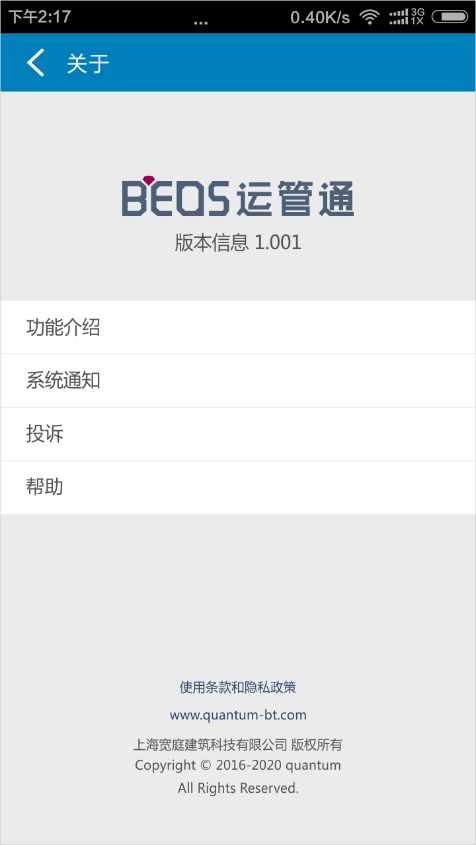 下午2:17
...
0.40K/s
3G
1X
关于
BEOS运管通
版本信息 1.001
功能介绍
系统通知
投诉
帮助
使用条款和隐私政策
www.quantum-bt.com
上海宽庭建筑科技有限公司 版权所有
Copyright © 2016-2020 quantum
All Rights Reserved.